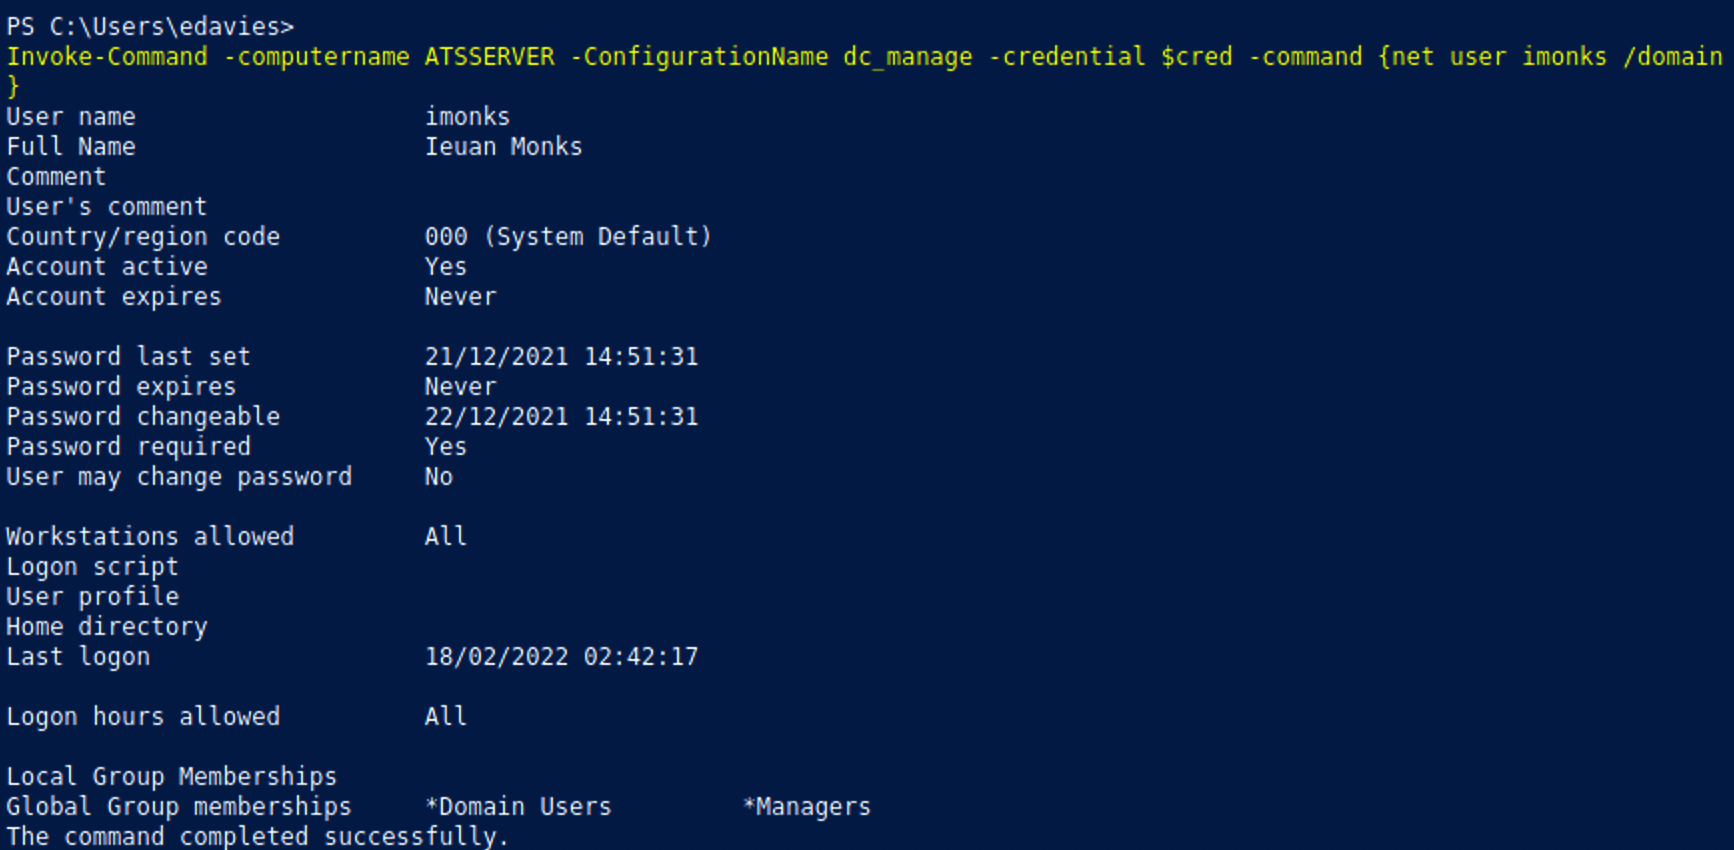 PS C:\Users\edavies>
Invoke-Command -computername ATSSERVER -ConfigurationName dc_manage -credential $cred -command {net user imonks /domain
}
User name                    imonks
Full Name                    Ieuan Monks
Comment
User's comment
Country/region code          000 (System Default)
Account active               Yes
Account expires              Never
Password last set            21/12/2021 14:51:31
Password expires             Never
Password changeable          22/12/2021 14:51:31
Password required            Yes
User may change password     No
Workstations allowed         All
Logon script
User profile
Home directory
Last logon                   18/02/2022 02:42:17
Logon hours allowed          All
Local Group Memberships
Global Group memberships     *Domain Users         *Managers
The command completed successfully.